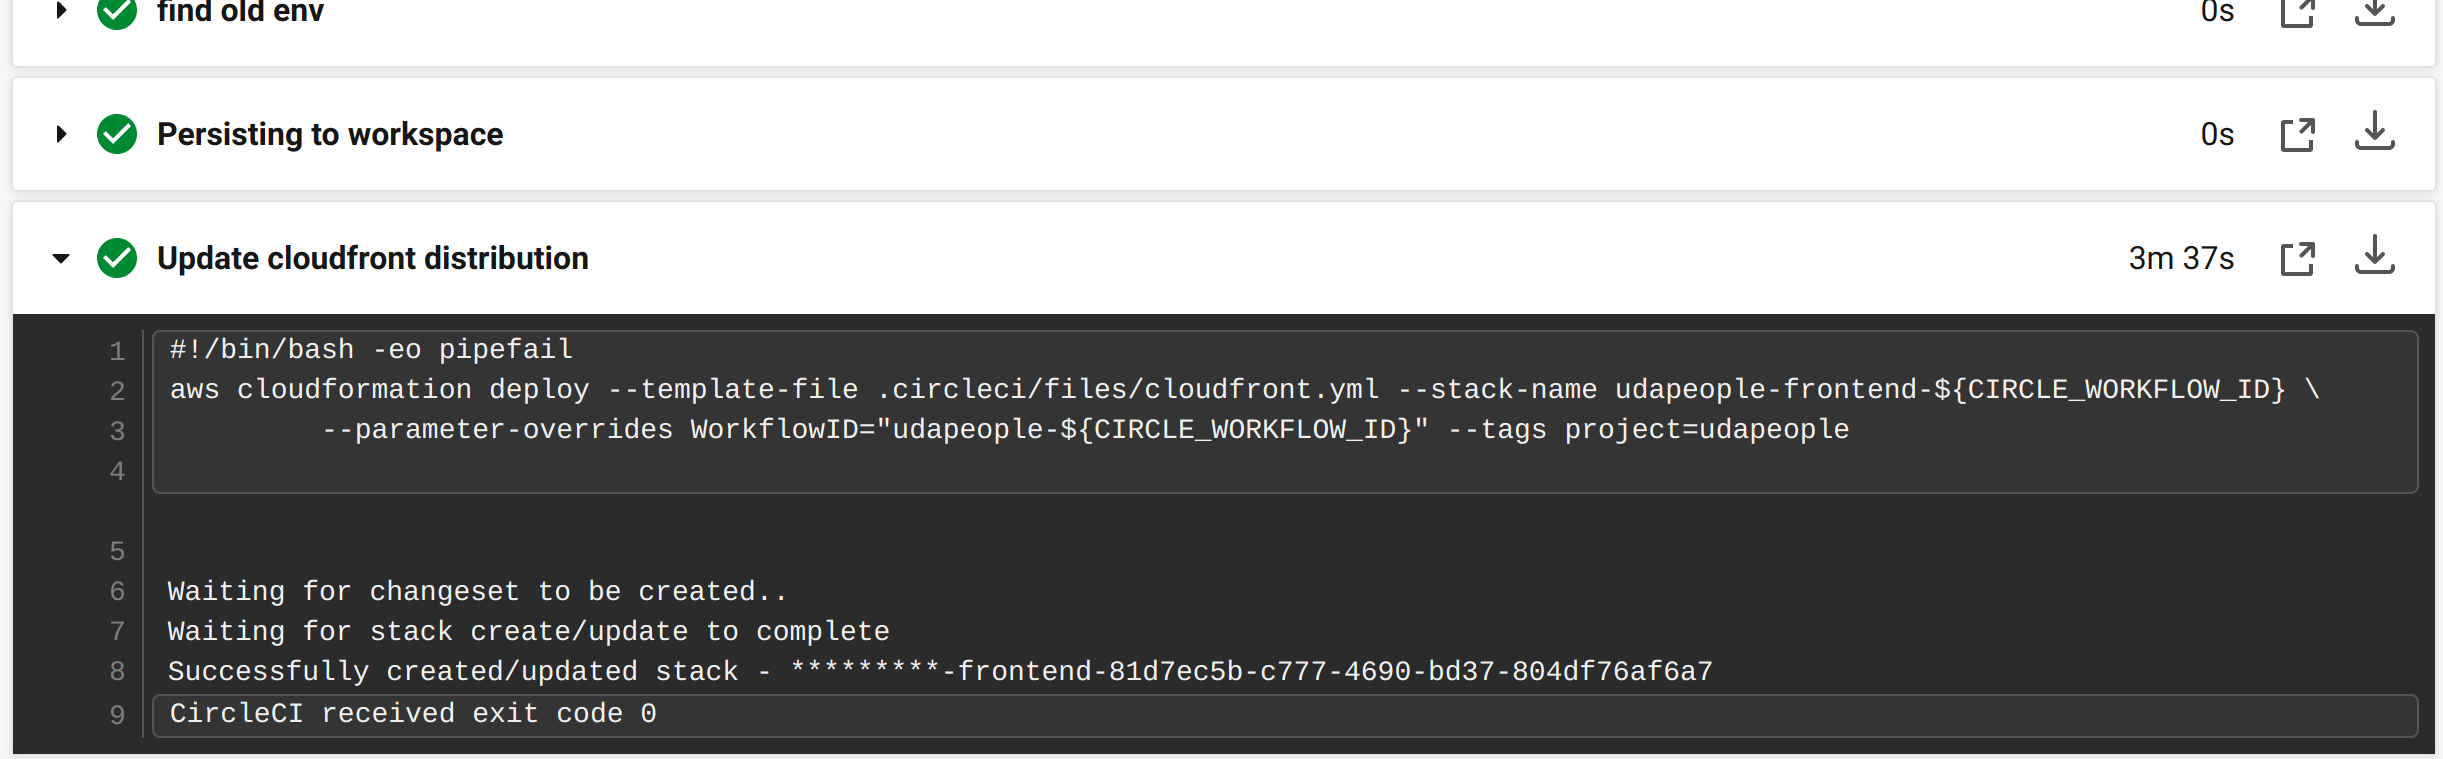 find old env 0s
Persisting to workspace 0s
Update cloudfront distribution 3m 37s
1 #!/bin/bash -eo pipefail
2 aws cloudformation deploy --template-file .circleci/files/cloudfront.yml --stack-name udapeople-frontend-${CIRCLE_WORKFLOW_ID} \
3 --parameter-overrides WorkflowID="udapeople-${CIRCLE_WORKFLOW_ID}" --tags project=udapeople
4
5
6 Waiting for changeset to be created..
7 Waiting for stack create/update to complete
8 Successfully created/updated stack - *********-frontend-81d7ec5b-c777-4690-bd37-804df76af6a7
9 CircleCI received exit code 0